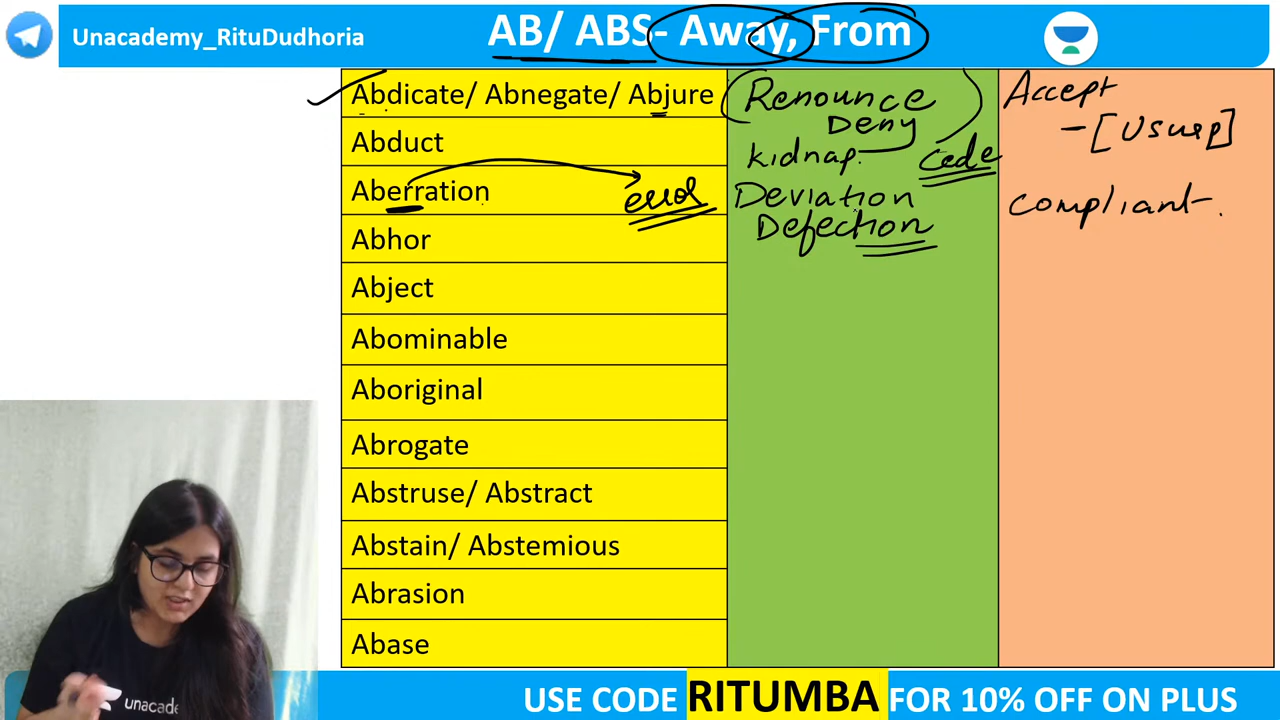 Unacademy_RituDudhoria
AB/ ABS- Away, From
Abdicate/ Abnegate/ Abjure
Renounce
Deny
Accept
-[Usurp]
Abduct
kidnap.
cede
Aberration
error
Deviation
Defection
compliant.
Abhor
Abject
Abominable
Aboriginal
Abrogate
Abstruse/ Abstract
Abstain/ Abstemious
Abrasion
Abase
unacade
USE CODE RITUMBA FOR 10% OFF ON PLUS